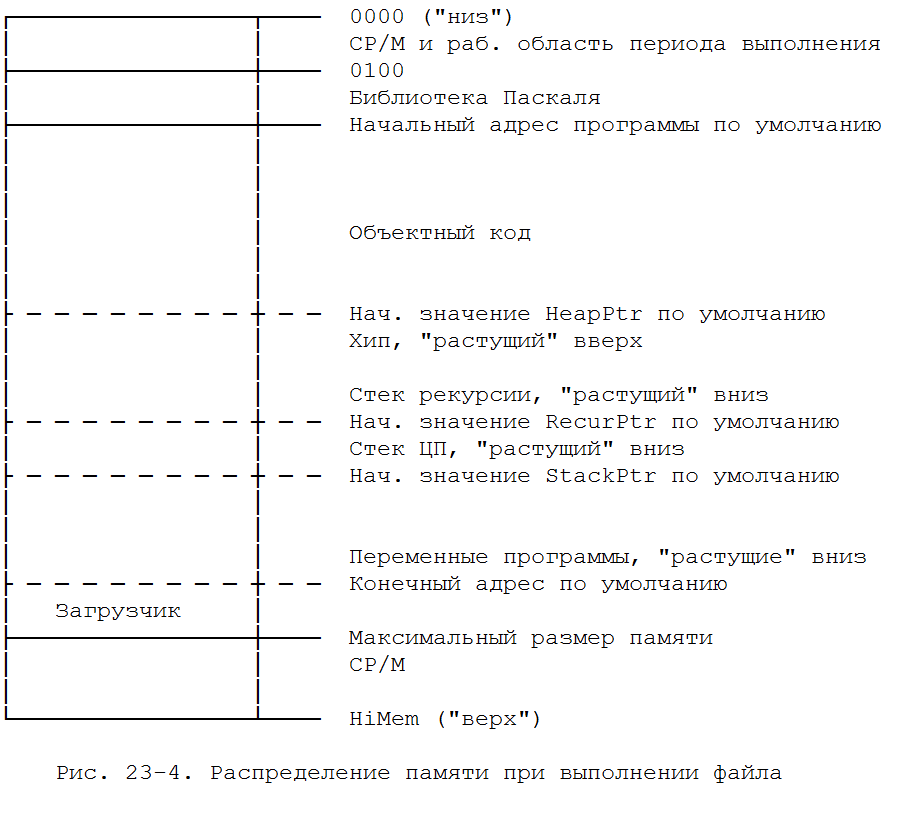 0000 ("низ")
CP/M и раб. область периода выполнения
0100
Библиотека Паскаля
Начальный адрес программы по умолчанию
Объектный код
Нач. значение HeapPtr по умолчанию
Хип, "растущий" вверх
Стек рекурсии, "растущий" вниз
Нач. значение RecurPtr по умолчанию
Стек ЦП, "растущий" вниз
Нач. значение StackPtr по умолчанию
Переменные программы, "растущие" вниз
Конечный адрес по умолчанию
Загрузчик
Максимальный размер памяти
CP/M
HiMem ("верх")
Рис. 23-4. Распределение памяти при выполнении файла